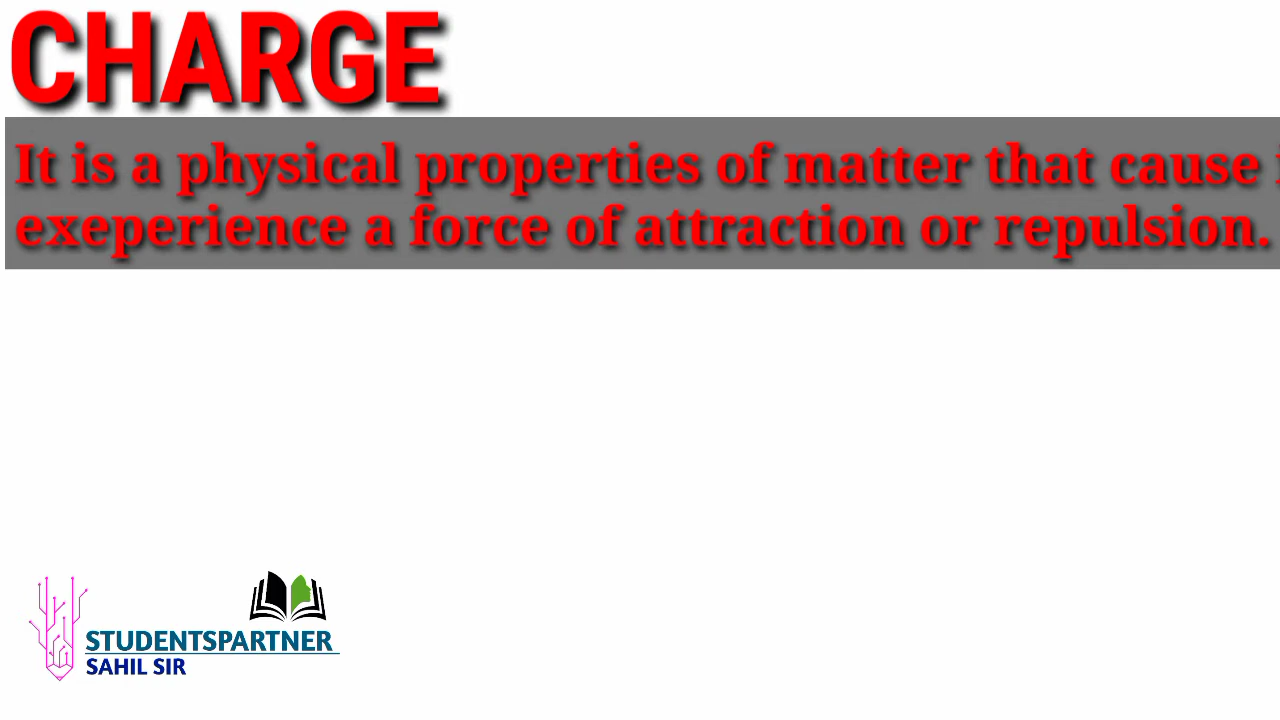 CHARGE
It is a physical properties of matter that cause
exeperience a force of attraction or repulsion.
STUDENTSPARTNER
SAHIL SIR